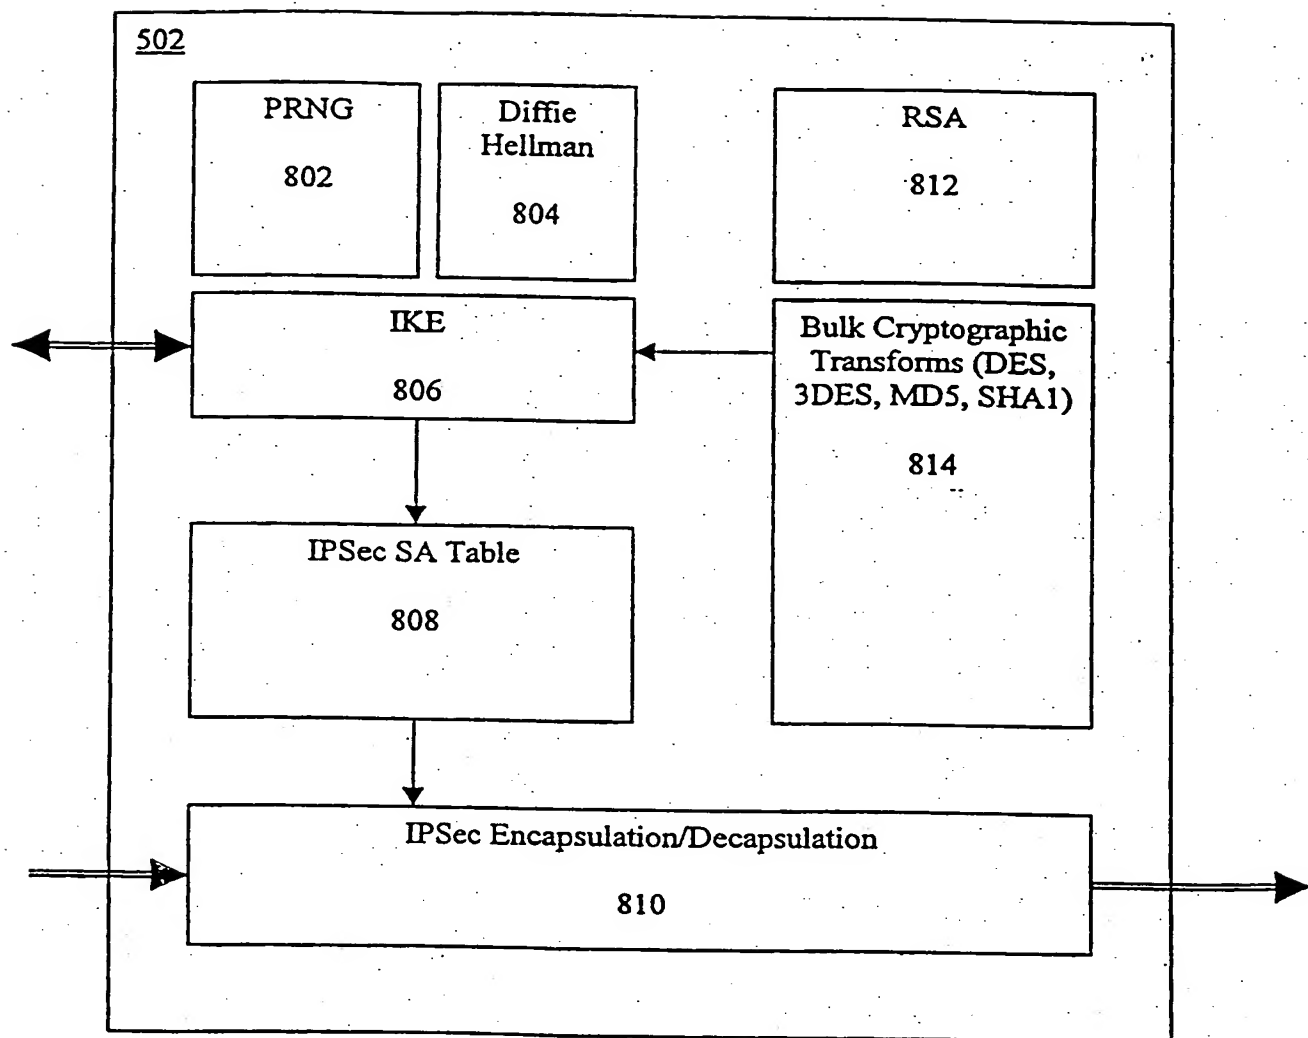 502
PRNG
802
Diffie
Hellman
804
RSA
812
IKE
806
Bulk Cryptographic
Transforms (DES,
3DES, MD5, SHA1)
814
IPSec SA Table
808
IPSec Encapsulation/Decapsulation
810